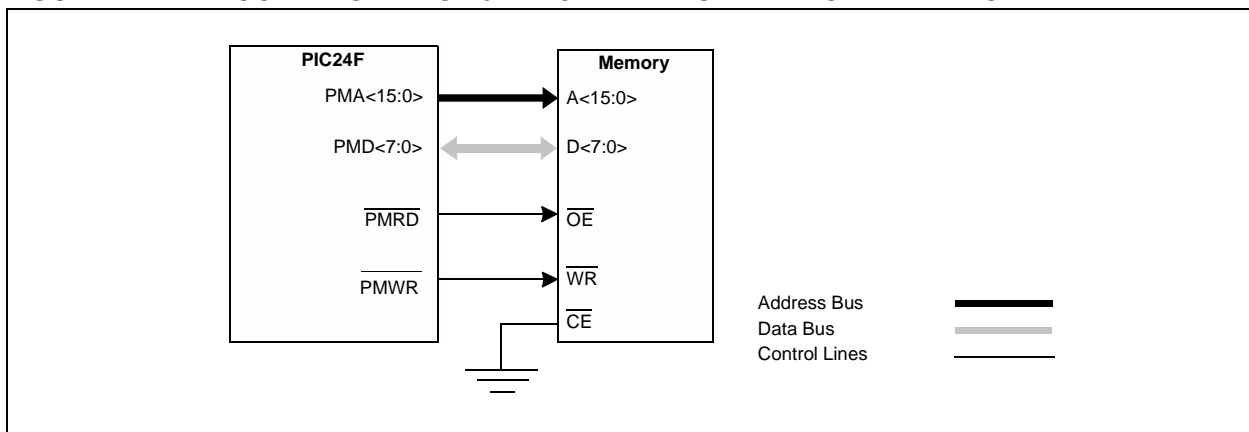 PIC24F
Memory
PMA<15:0>
A<15:0>
PMD<7:0>
D<7:0>
PMRD
OE
PMWR
WR
CE
Address Bus
Data Bus
Control Lines